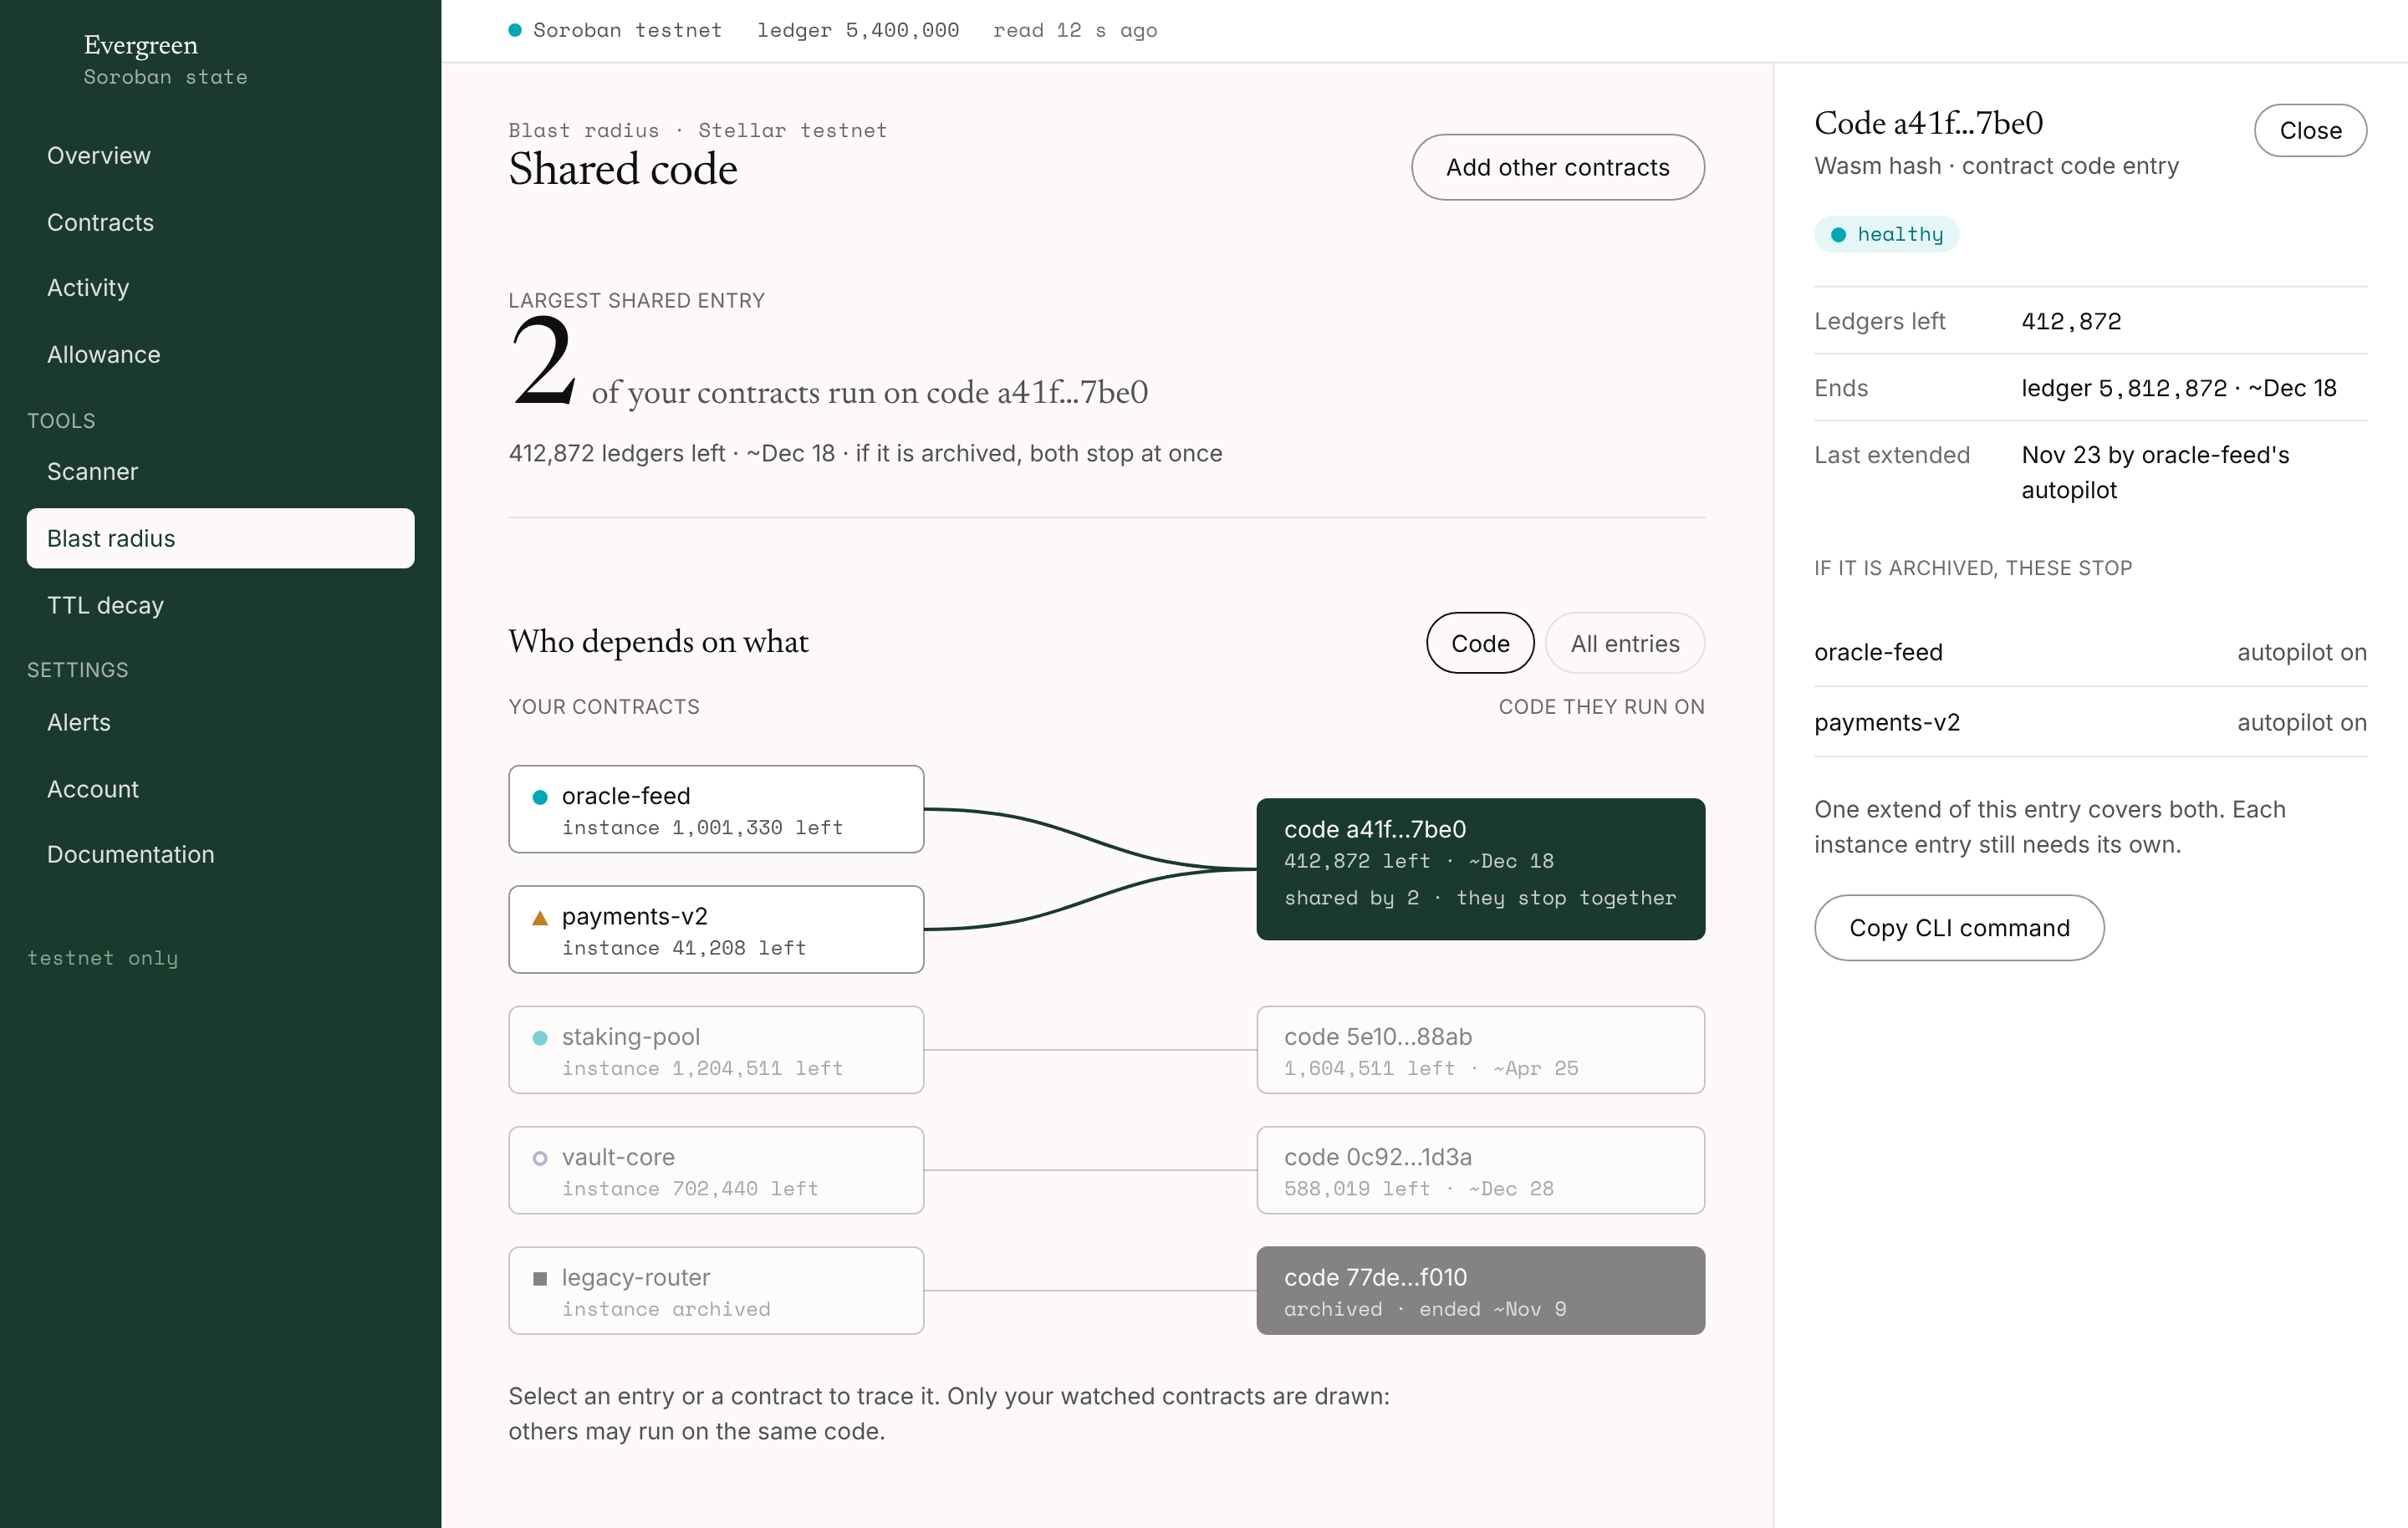 Evergreen
Soroban state
Overview
Contracts
Activity
Allowance
TOOLS
Scanner
Blast radius
TTL decay
SETTINGS
Alerts
Account
Documentation
testnet only
Soroban testnet ledger 5,400,000 read 12 s ago
Blast radius · Stellar testnet
Shared code
Add other contracts
LARGEST SHARED ENTRY
2 of your contracts run on code a41f…7be0
412,872 ledgers left · ~Dec 18 · if it is archived, both stop at once
Who depends on what
Code
All entries
YOUR CONTRACTS
CODE THEY RUN ON
oracle-feed
instance 1,001,330 left
payments-v2
instance 41,208 left
staking-pool
instance 1,204,511 left
vault-core
instance 702,440 left
legacy-router
instance archived
code a41f…7be0
412,872 left · ~Dec 18
shared by 2 · they stop together
code 5e10…88ab
1,604,511 left · ~Apr 25
code 0c92…1d3a
588,019 left · ~Dec 28
code 77de…f010
archived · ended ~Nov 9
Select an entry or a contract to trace it. Only your watched contracts are drawn:
others may run on the same code.
Code a41f…7be0
Close
Wasm hash · contract code entry
healthy
Ledgers left 412,872
Ends ledger 5,812,872 · ~Dec 18
Last extended Nov 23 by oracle-feed's
autopilot
IF IT IS ARCHIVED, THESE STOP
oracle-feed autopilot on
payments-v2 autopilot on
One extend of this entry covers both. Each
instance entry still needs its own.
Copy CLI command